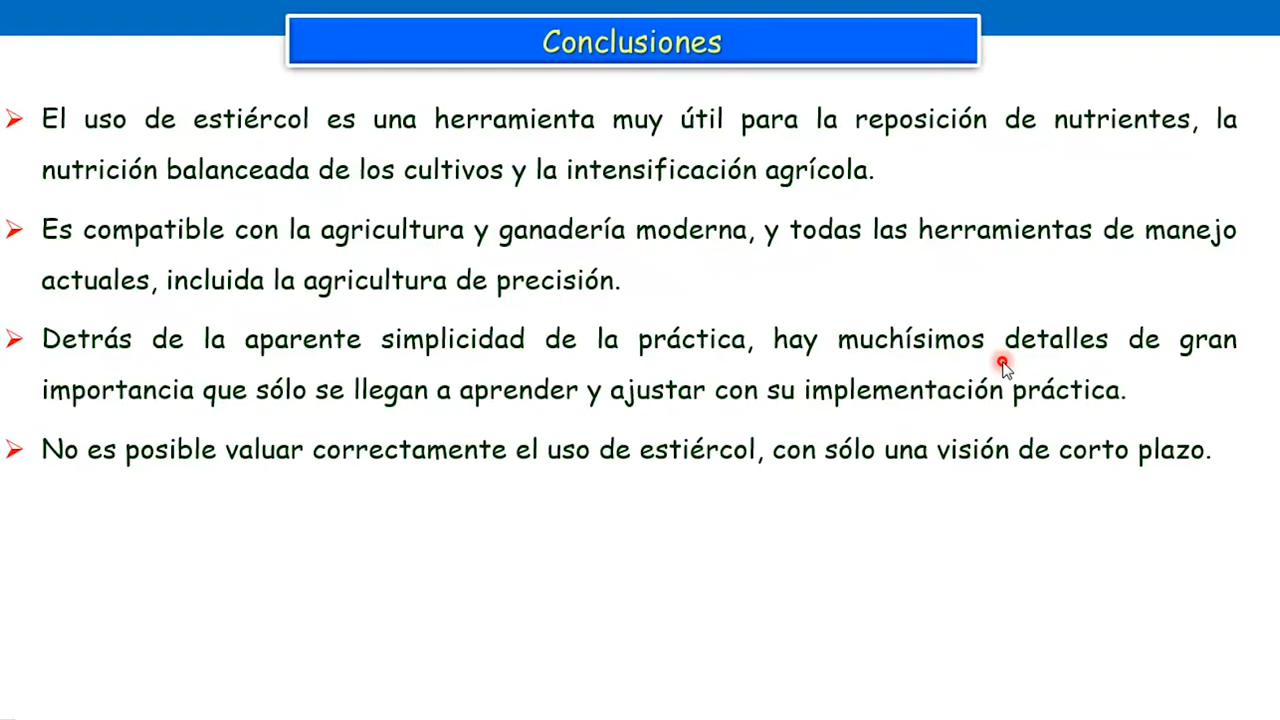 Conclusiones
El uso de estiércol es una herramienta muy útil para la reposición de nutrientes, la
nutrición balanceada de los cultivos y la intensificación agrícola.
Es compatible con la agricultura y ganadería moderna, y todas las herramientas de manejo
actuales, incluida la agricultura de precisión.
Detrás de la aparente simplicidad de la práctica, hay muchísimos detalles de gran
importancia que sólo se llegan a aprender y ajustar con su implementación práctica.
No es posible valuar correctamente el uso de estiércol, con sólo una visión de corto plazo.